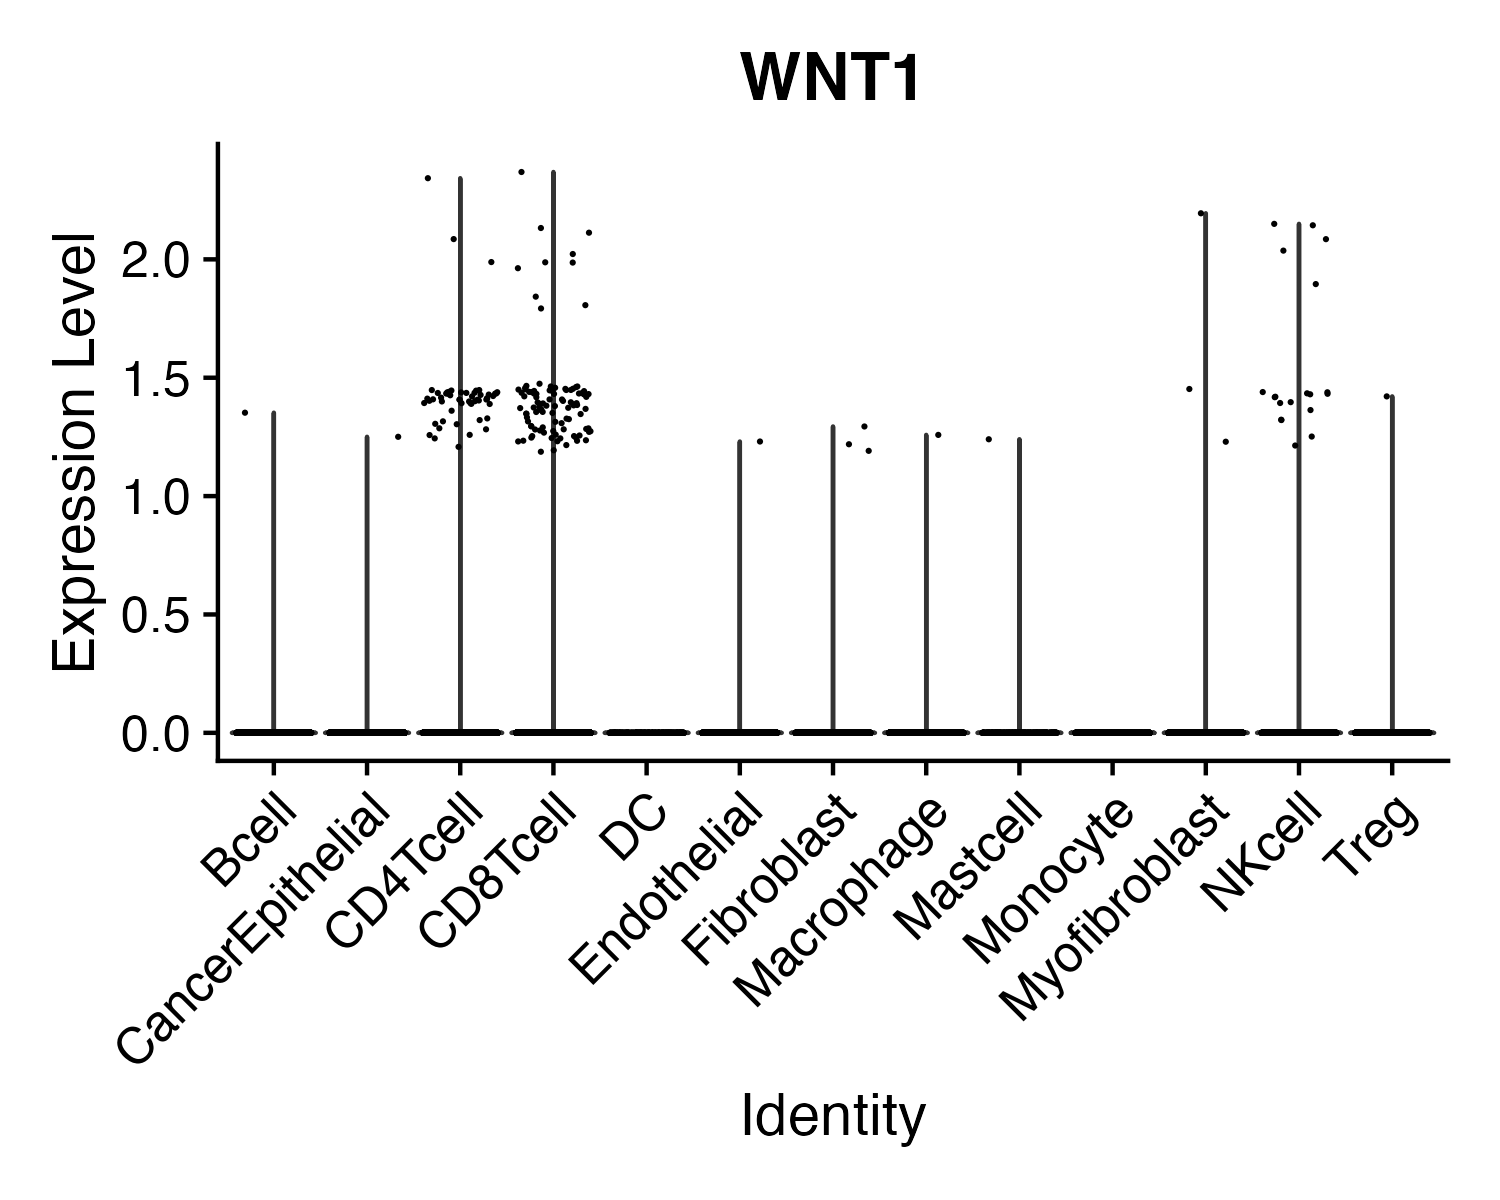 WNT1
Expression Level
2.0
1.5
1.0
0.5
0.0
Bcell
CancerEpithelial
CD4Tcell
CD8Tcell
DC
Endothelial
Fibroblast
Macrophage
Mastcell
Monocyte
Myofibroblast
NKcell
Treg
Identity